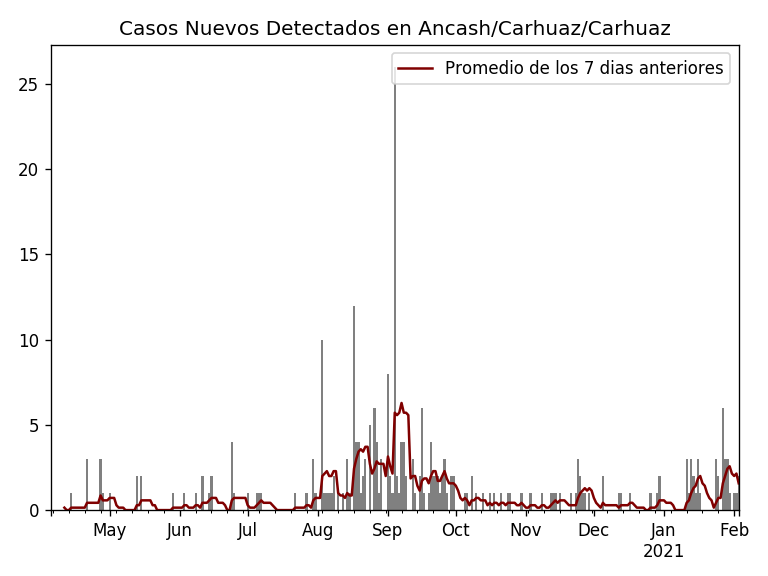 Casos Nuevos Detectados en Ancash/Carhuaz/Carhuaz
Promedio de los 7 dias anteriores
25
20
15
10
5
0
May Jun Jul Aug Sep Oct Nov Dec Jan Feb
2021